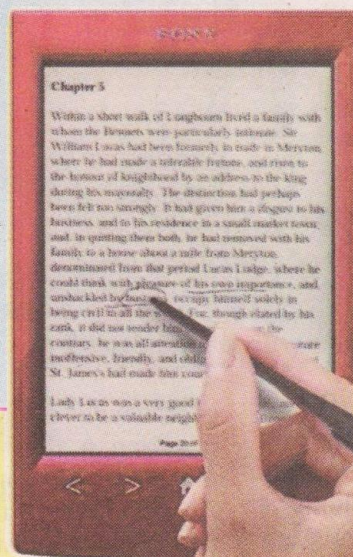 SONY
Chapter 5
Within a short walk of Longbourn lived a family with
whom the Bennets were particularly intimate. Sir
William Lucas had been formerly in trade in Meryton,
where he had made a tolerable fortune, and risen to
the honour of knighthood by an address to the king
during his mayoralty. The distinction had perhaps
been felt too strongly. It had given him a disgust to his
business, and to his residence in a small market town;
and, in quitting them both, he had removed with his
family to a house about a mile from Meryton,
denominated from that period Lucas Lodge, where he
could think with pleasure of his own importance, and
unshackled by occupy himself solely in
being civil to all the For, though elated by his
rank, it did not render the
contrary, he was all attention
inoffensive, friendly, and
St. James's had made him
Lady Lucas was a very good
clever to be a valuable
Page
< >